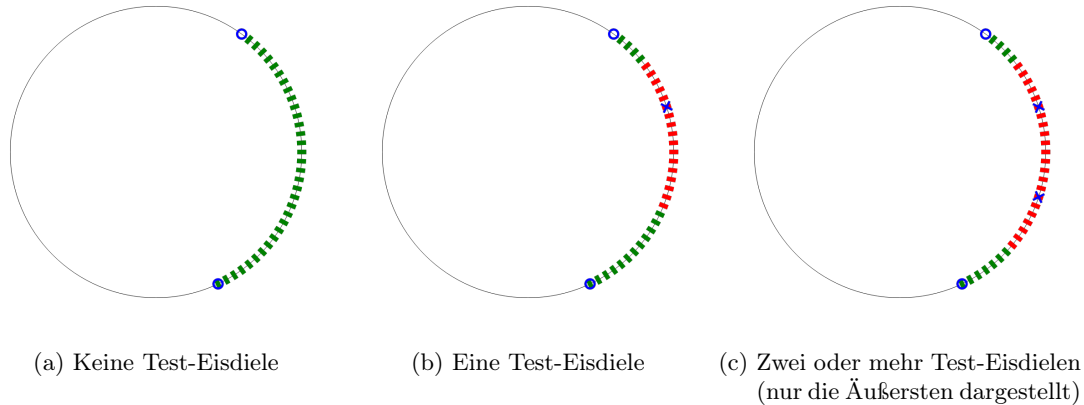 (a) Keine Test-Eisdiele
(b) Eine Test-Eisdiele
(c) Zwei oder mehr Test-Eisdielen
(nur die Äußersten dargestellt)